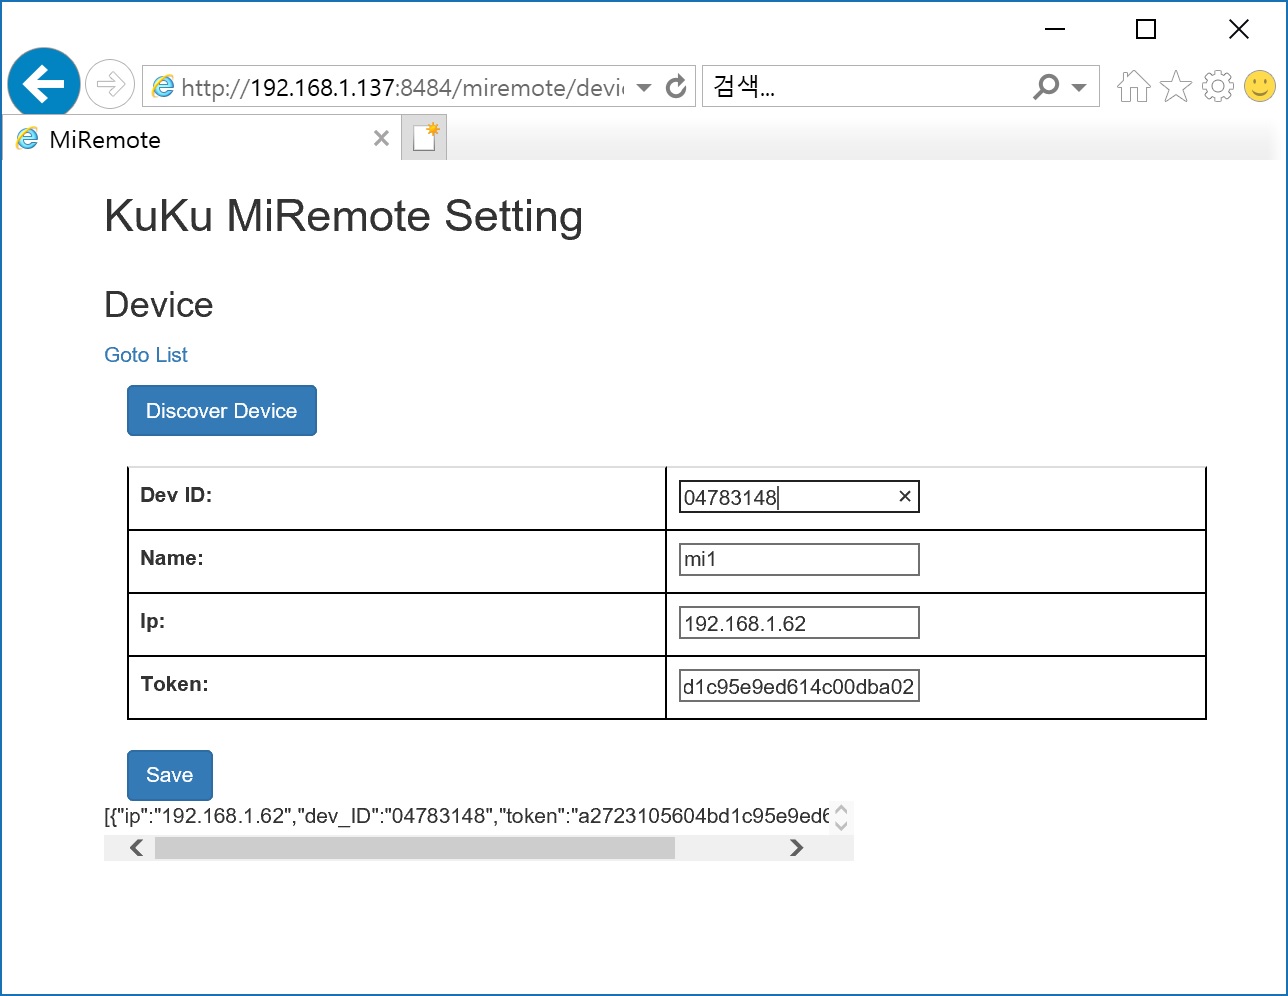 http://192.168.1.137:8484/miremote/devi
검색...
MiRemote
KuKu MiRemote Setting
Device
Goto List
Discover Device
Dev ID: 04783148
Name: mi1
Ip: 192.168.1.62
Token: d1c95e9ed614c00dba02
Save
[{"ip":"192.168.1.62","dev_ID":"04783148","token":"a2723105604bd1c95e9ed6